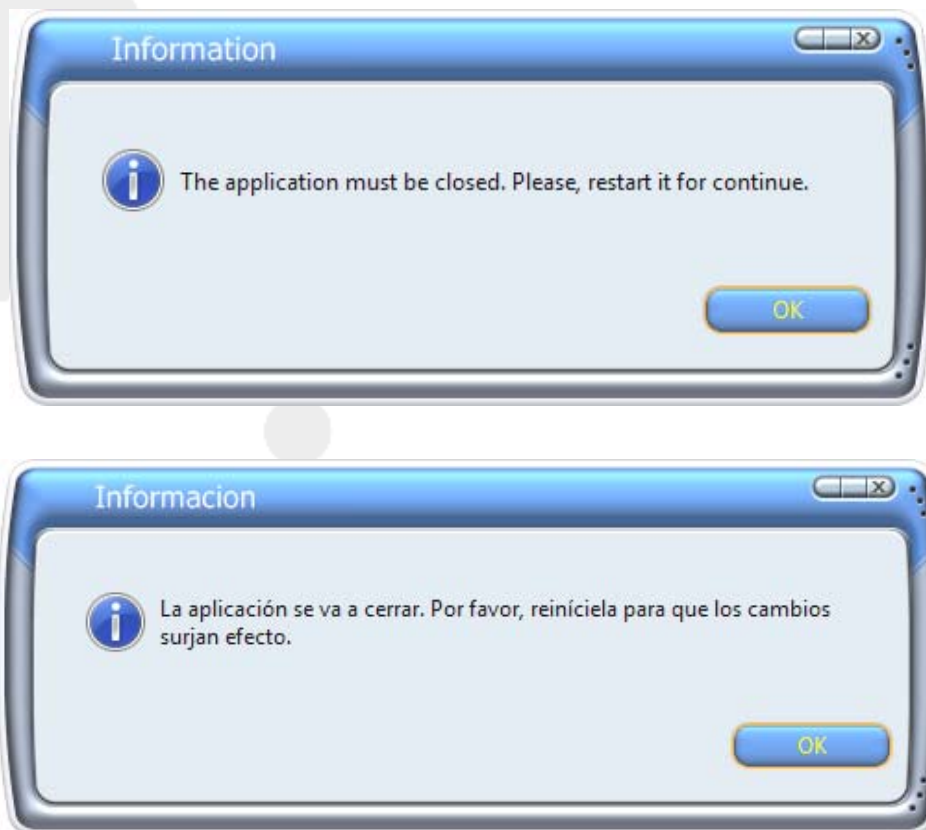 Information
The application must be closed. Please, restart it for continue.
OK
Informacion
La aplicación se va a cerrar. Por favor, reiníciela para que los cambios
surjan efecto.
OK